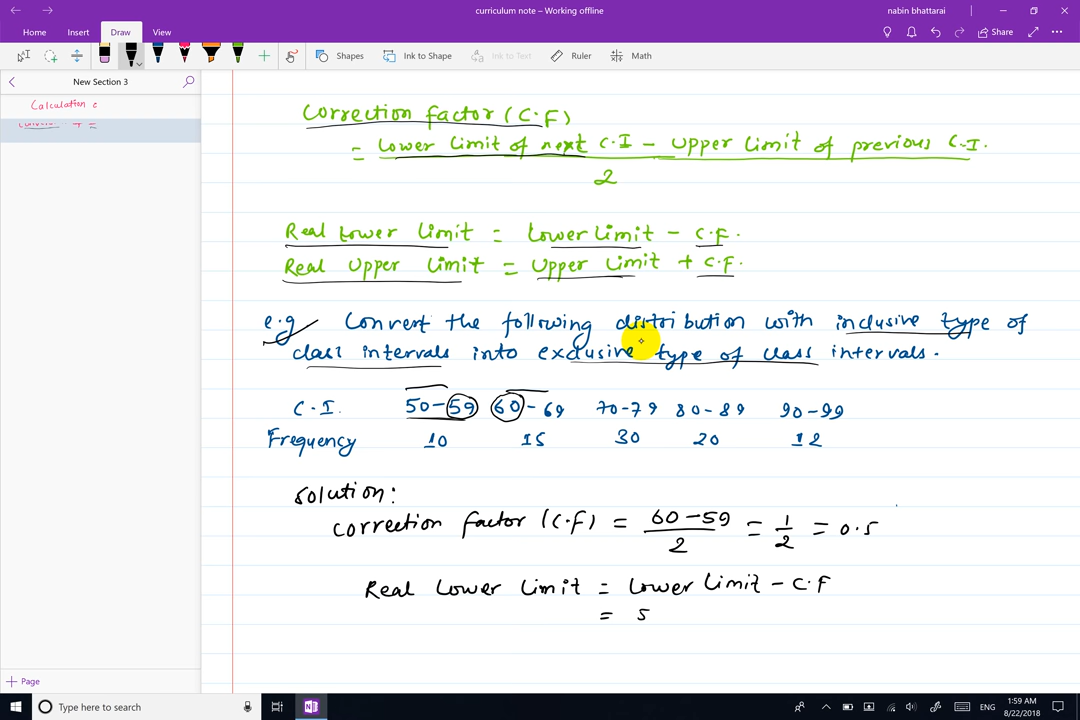 curriculum note – Working offline
nabin bhattarai
Home Insert Draw View
Share
Shapes Ink to Shape Ink to Text Ruler Math
New Section 3
Calculation c
Correction factor (C.F)
= Lower Limit of next C.I – Upper Limit of previous C.I.
2
Real Lower Limit = Lower Limit – C.F.
Real Upper Limit = Upper Limit + C.F.
e.g Convert the following distribution with inclusive type of
class intervals into exclusive type of class intervals.
C.I. 50-59 60-69 70-79 80-89 90-99
Frequency 10 15 30 20 12
Solution:
Correction factor (C.F) = 60-59 / 2 = 1/2 = 0.5
Real Lower Limit = Lower Limit – C.F
= 5
+ Page
Type here to search
ENG
1:59 AM
8/22/2018